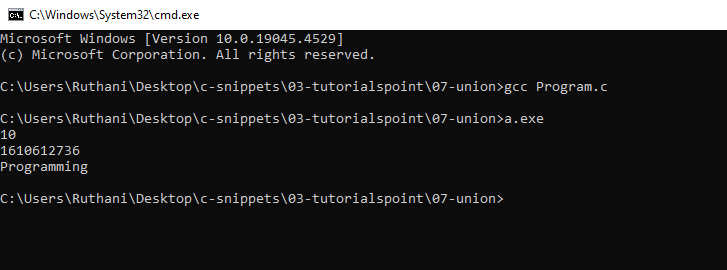 C:\Windows\System32\cmd.exe
Microsoft Windows [Version 10.0.19045.4529]
(c) Microsoft Corporation. All rights reserved.
C:\Users\Ruthani\Desktop\c-snippets\03-tutorialspoint\07-union>gcc Program.c
C:\Users\Ruthani\Desktop\c-snippets\03-tutorialspoint\07-union>a.exe
10
1610612736
Programming
C:\Users\Ruthani\Desktop\c-snippets\03-tutorialspoint\07-union>